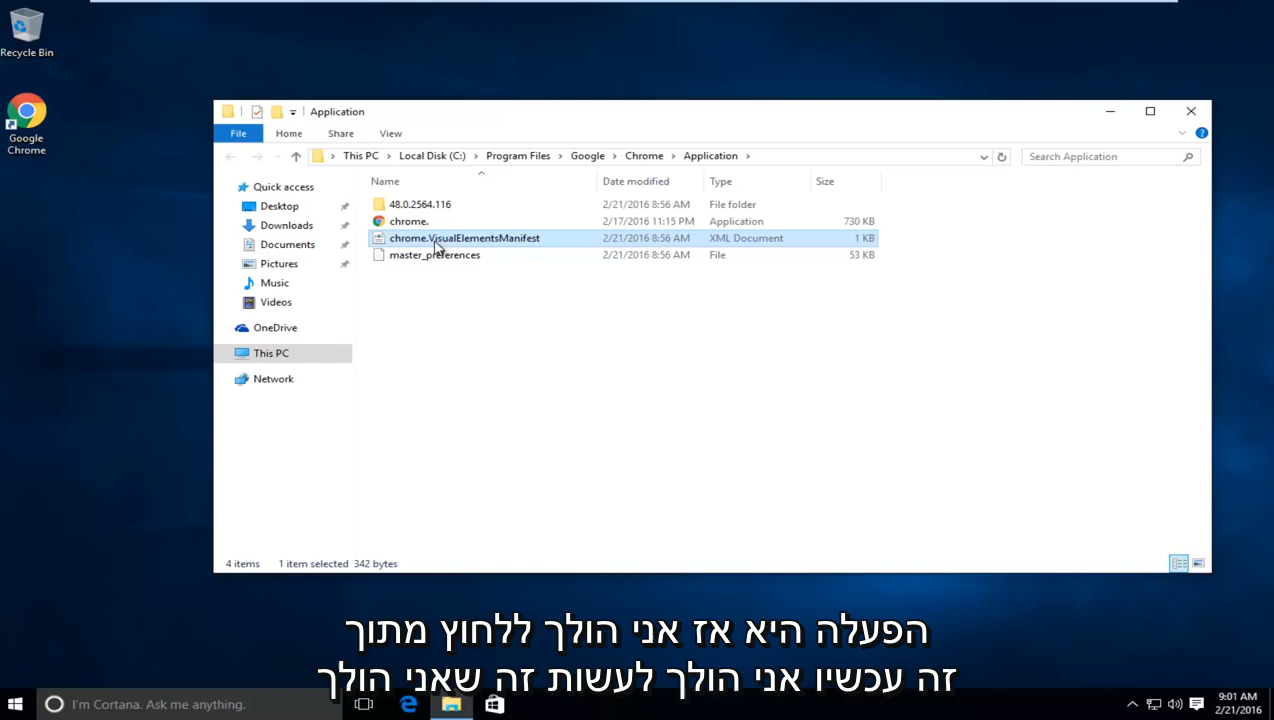 Recycle Bin
Google
Chrome
Application
File
Home
Share
View
This PC
Local Disk (C:)
Program Files
Google
Chrome
Application
Search Application
Name
Date modified
Type
Size
Quick access
Desktop
Downloads
Documents
Pictures
Music
Videos
OneDrive
This PC
Network
48.0.2564.116 2/21/2016 8:56 AM File folder
chrome. 2/17/2016 11:15 PM Application 730 KB
chrome.VisualElementsManifest 2/21/2016 8:56 AM XML Document 1 KB
master_preferences 2/21/2016 8:56 AM File 53 KB
4 items 1 item selected 342 bytes
הפעלה היא אז אני הולך ללחוץ מתוך
זה עכשיו אני הולך לעשות זה שאני הולך
I'm Cortana. Ask me anything.
9:01 AM
2/21/2016